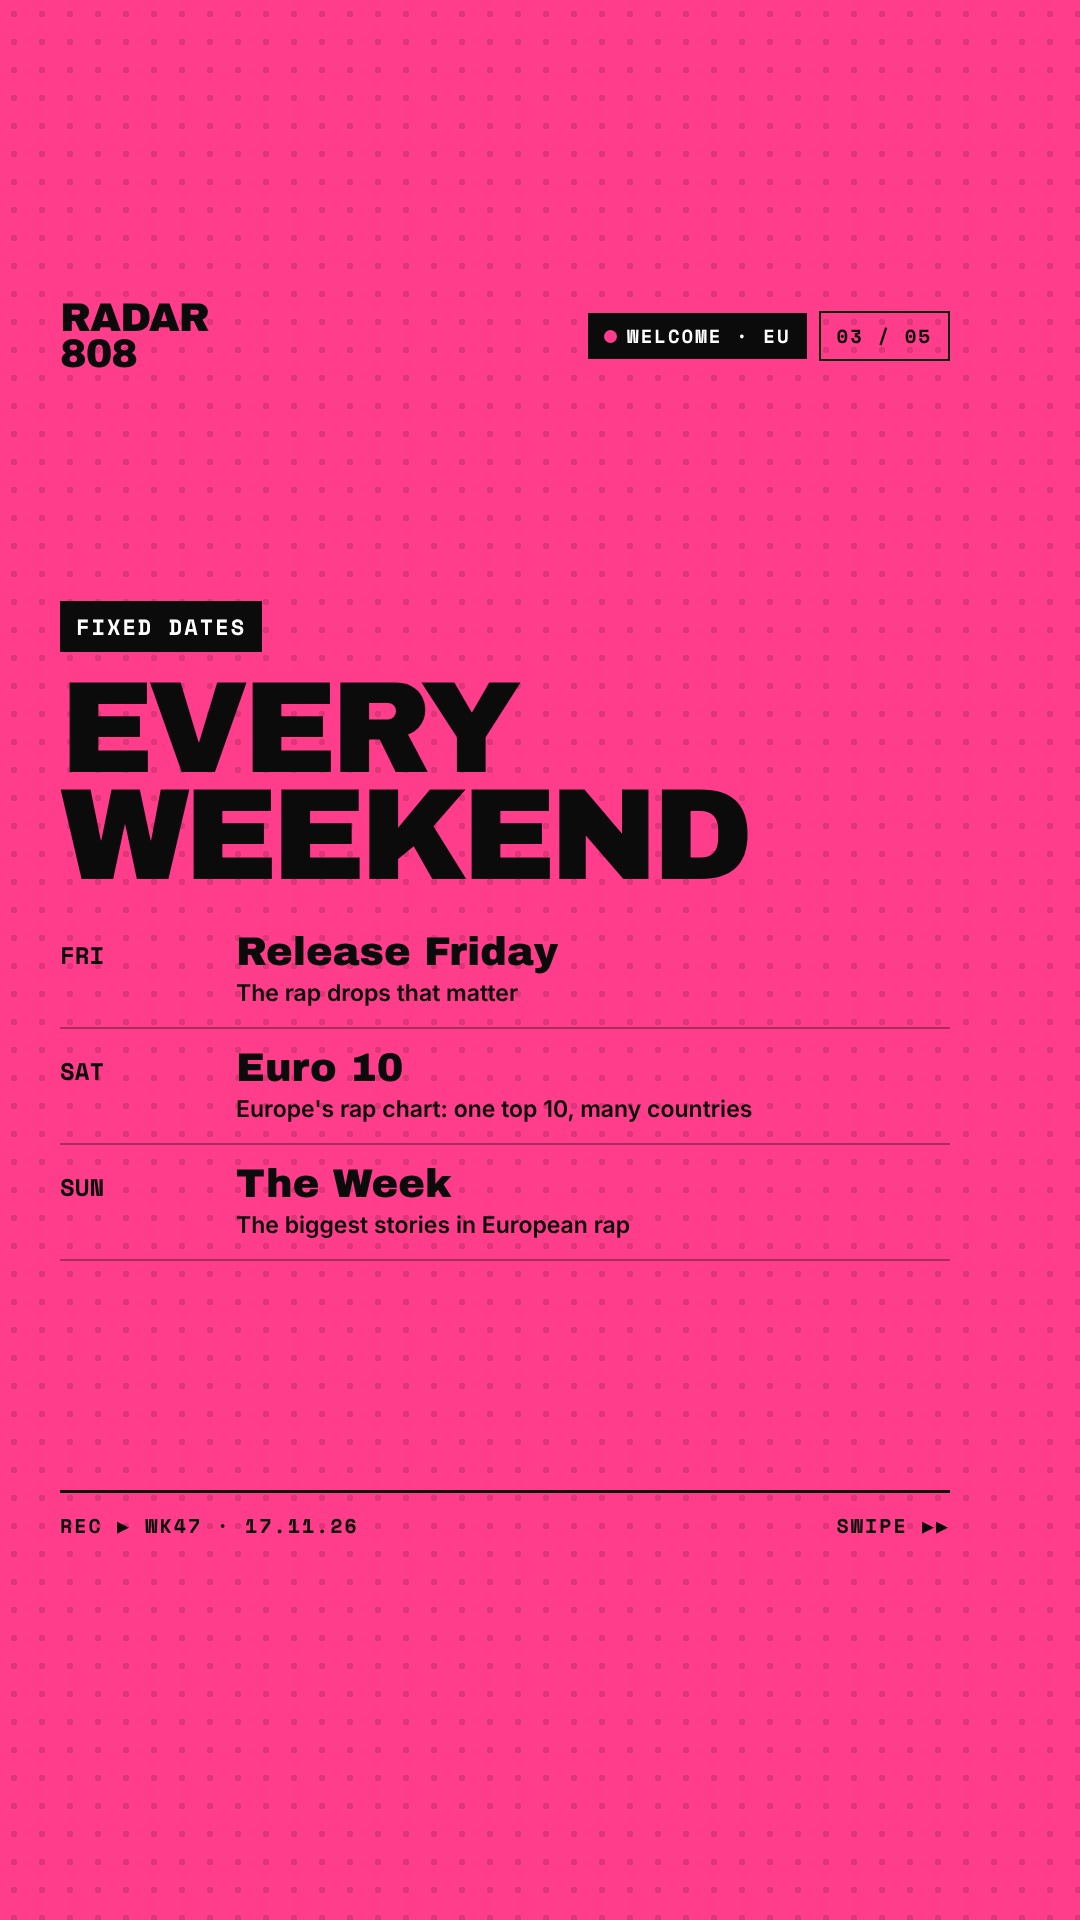 RADAR
808
WELCOME · EU
03 / 05
FIXED DATES
EVERY
WEEKEND
FRI
Release Friday
The rap drops that matter
SAT
Euro 10
Europe's rap chart: one top 10, many countries
SUN
The Week
The biggest stories in European rap
REC ▶ WK47 · 17.11.26
SWIPE ▶▶